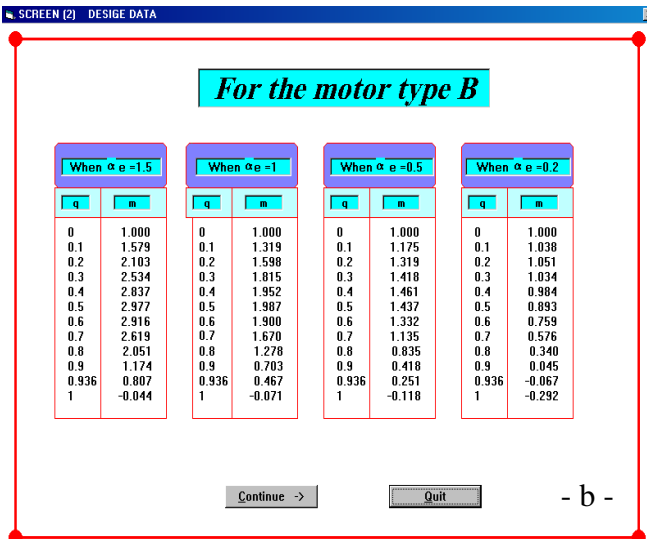 SCREEN (2) DESIGE DATA
For the motor type B
When α e =1.5 When αe =1 When α e =0.5 When α e =0.2
q m q m q m q m
0 1.000 0 1.000 0 1.000 0 1.000
0.1 1.579 0.1 1.319 0.1 1.175 0.1 1.038
0.2 2.103 0.2 1.598 0.2 1.319 0.2 1.051
0.3 2.534 0.3 1.815 0.3 1.418 0.3 1.034
0.4 2.837 0.4 1.952 0.4 1.461 0.4 0.984
0.5 2.977 0.5 1.987 0.5 1.437 0.5 0.893
0.6 2.916 0.6 1.900 0.6 1.332 0.6 0.759
0.7 2.619 0.7 1.670 0.7 1.135 0.7 0.576
0.8 2.051 0.8 1.278 0.8 0.835 0.8 0.340
0.9 1.174 0.9 0.703 0.9 0.418 0.9 0.045
0.936 0.807 0.936 0.467 0.936 0.251 0.936 -0.067
1 -0.044 1 -0.071 1 -0.118 1 -0.292
Continue -> Quit - b -